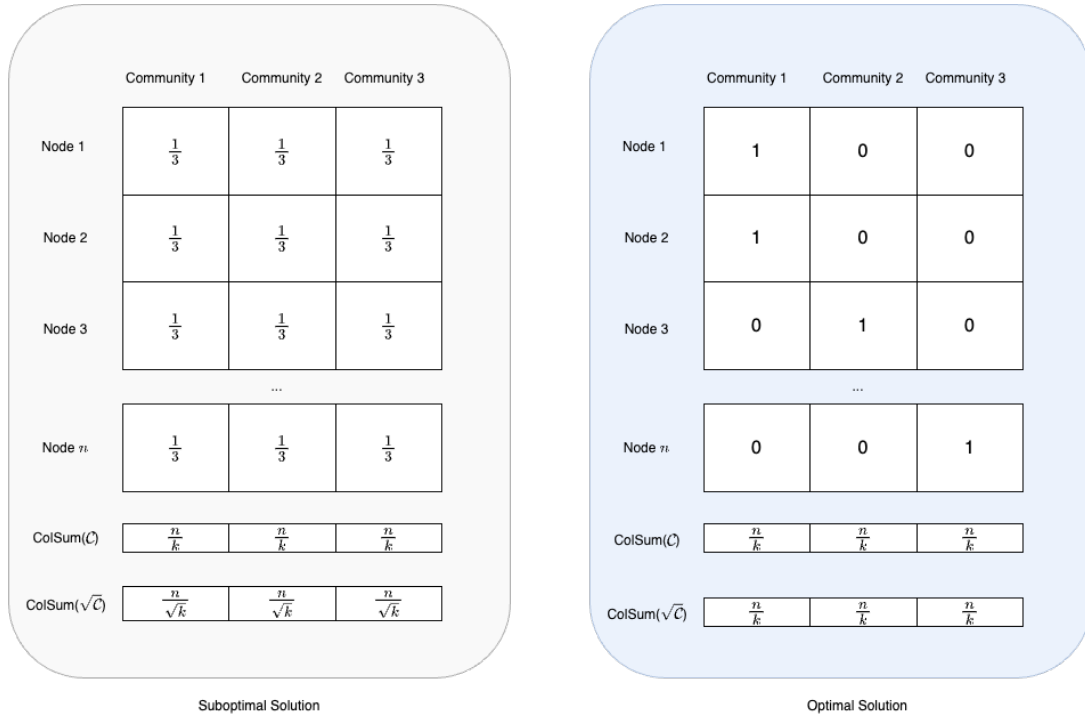 Community 1 Community 2 Community 3
Node 1 1/3 1/3 1/3
Node 2 1/3 1/3 1/3
Node 3 1/3 1/3 1/3
...
Node n 1/3 1/3 1/3
ColSum(C) n/k n/k n/k
ColSum(√C) n/√k n/√k n/√k
Suboptimal Solution
Community 1 Community 2 Community 3
Node 1 1 0 0
Node 2 1 0 0
Node 3 0 1 0
...
Node n 0 0 1
ColSum(C) n/k n/k n/k
ColSum(√C) n/k n/k n/k
Optimal Solution